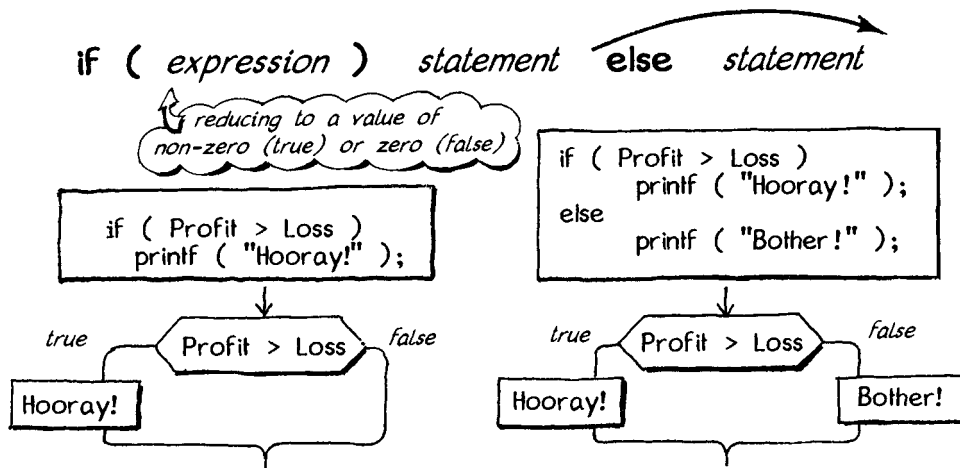 if ( expression ) statement else statement
reducing to a value of
non-zero (true) or zero (false)
if ( Profit > Loss )
printf ( "Hooray!" );
if ( Profit > Loss )
printf ( "Hooray!" );
else
printf ( "Bother!" );
true
Profit > Loss
false
Hooray!
true
Profit > Loss
false
Hooray!
Bother!